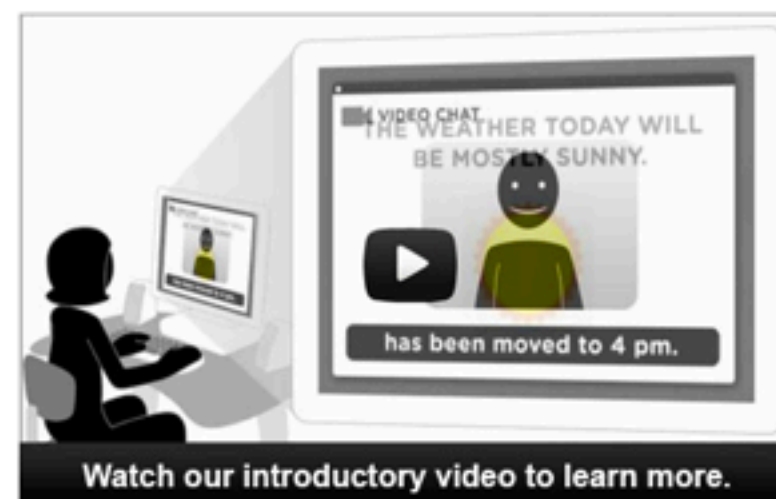 VIDEO CHAT
THE WEATHER TODAY WILL
BE MOSTLY SUNNY.
has been moved to 4 pm.
Watch our introductory video to learn more.